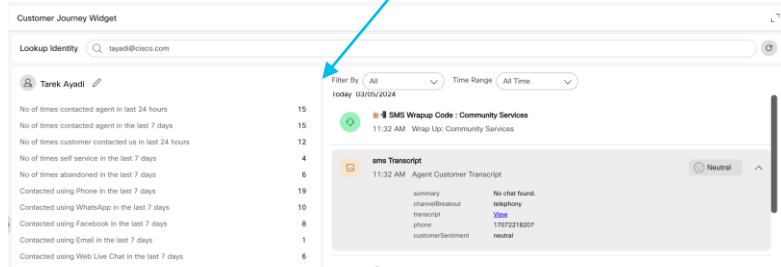 Customer Journey Widget
Lookup Identity tayadi@cisco.com
Tarek Ayadi
No of times contacted agent in last 24 hours 15
No of times contacted agent in the last 7 days 15
No of times customer contacted us in last 24 hours 12
No of times self service in the last 7 days 4
No of times abandoned in the last 7 days 6
Contacted using Phone in the last 7 days 19
Contacted using WhatsApp in the last 7 days 10
Contacted using Facebook in the last 7 days 8
Contacted using Email in the last 7 days 1
Contacted using Web Live Chat in the last 7 days 6
Filter By All Time Range All Time
Today 03/05/2024
SMS Wrapup Code : Community Services
11:32 AM Wrap Up: Community Services
sms Transcript
11:32 AM Agent Customer Transcript
Neutral
summary No chat found.
channelBreakout telephony
transcript View
phone 17072218207
customerSentiment neutral